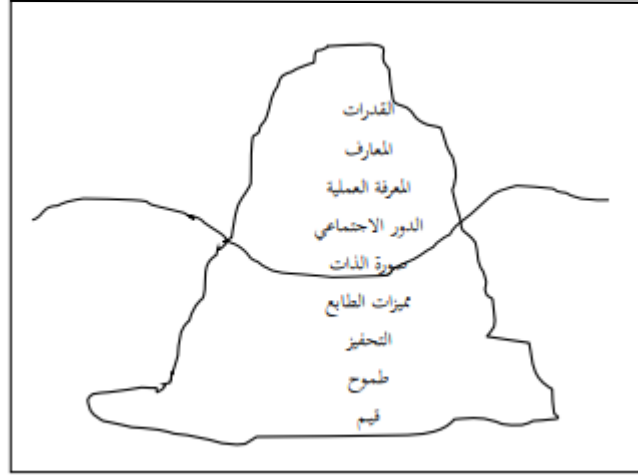 القدرات
المعارف
المعرفة العملية
الدور الاجتماعي
صورة الذات
مميزات الطابع
التحفيز
طموح
قيم